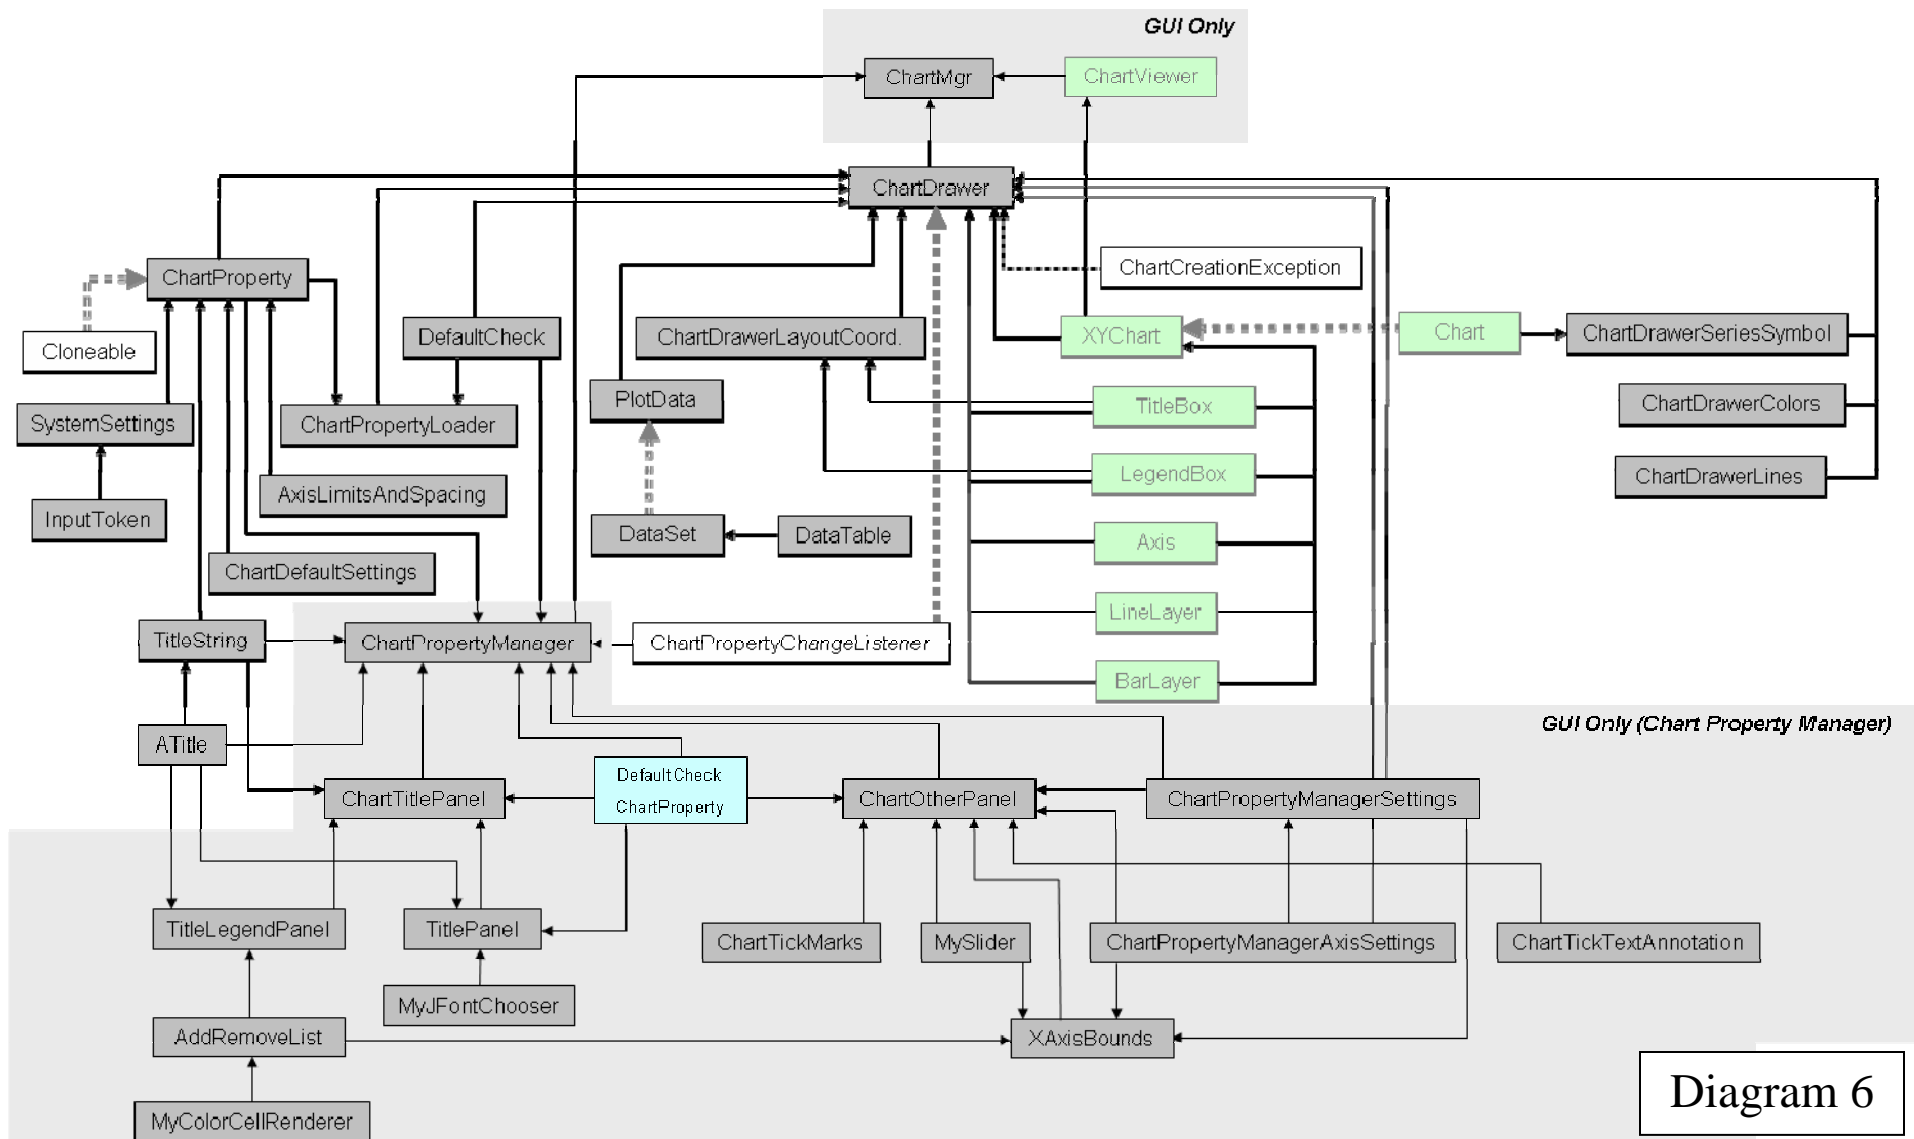 GUI Only
ChartMgr
ChartViewer
ChartDrawer
ChartProperty
ChartCreationException
Cloneable
DefaultCheck
ChartDrawerLayoutCoord.
XYChart
Chart
ChartDrawerSeriesSymbol
SystemSettings
ChartPropertyLoader
PlotData
TitleBox
ChartDrawerColors
AxisLimitsAndSpacing
LegendBox
ChartDrawerLines
InputToken
DataSet
DataTable
Axis
ChartDefaultSettings
LineLayer
TitleString
ChartPropertyManager
ChartPropertyChangeListener
BarLayer
GUI Only (Chart Property Manager)
ATitle
DefaultCheck
ChartProperty
ChartTitlePanel
ChartOtherPanel
ChartPropertyManagerSettings
TitleLegendPanel
TitlePanel
ChartTickMarks
MySlider
ChartPropertyManagerAxisSettings
ChartTickTextAnnotation
MyJFontChooser
AddRemoveList
XAxisBounds
Diagram 6
MyColorCellRenderer